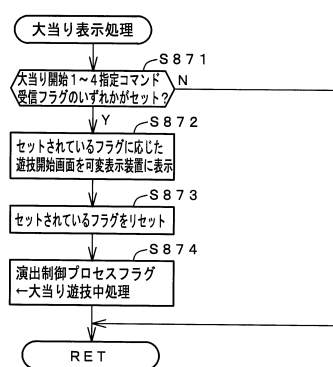 大当り表示処理
S871
大当り開始1～4指定コマンド
受信フラグのいずれかがセット?
N
Y
S872
セットされているフラグに応じた
遊技開始画面を可変表示装置に表示
S873
セットされているフラグをリセット
S874
演出制御プロセスフラグ
←大当り遊技中処理
RET